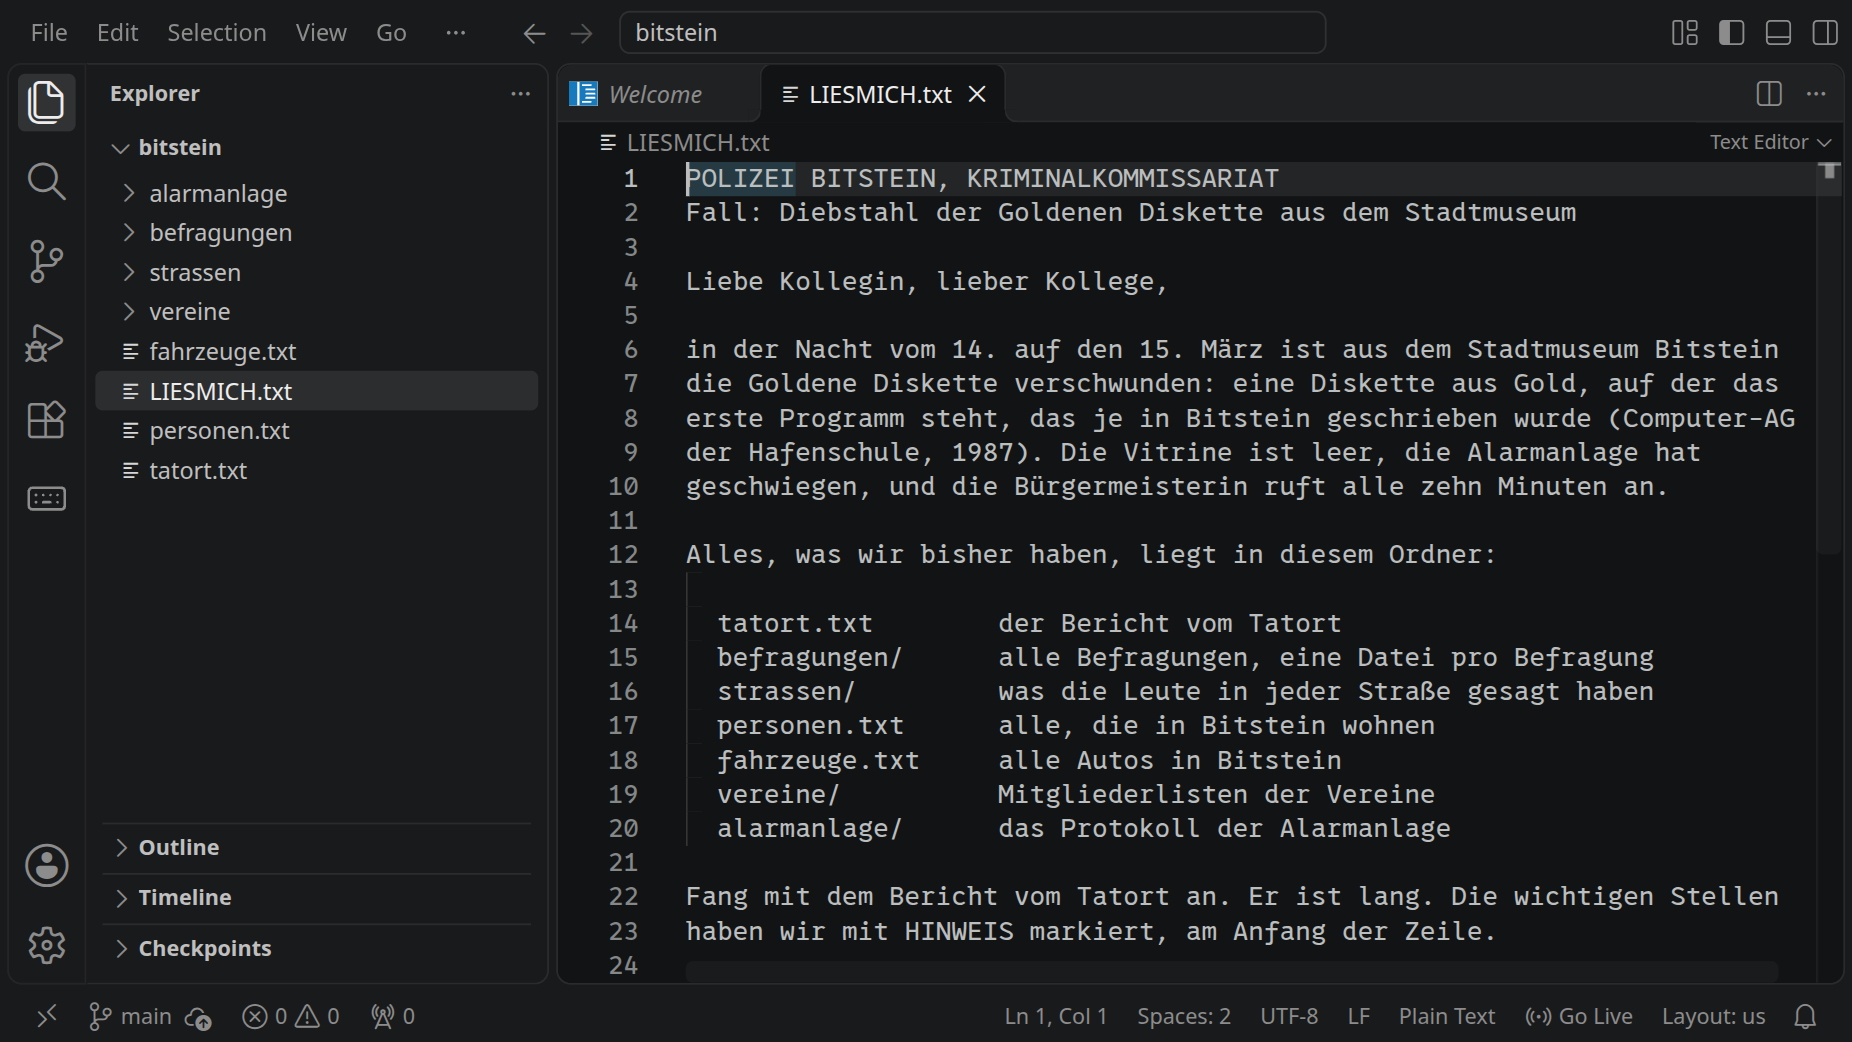 File Edit Selection View Go ··· bitstein
Explorer ···
bitstein
alarmanlage
befragungen
strassen
vereine
fahrzeuge.txt
LIESMICH.txt
personen.txt
tatort.txt
Outline
Timeline
Checkpoints
Welcome LIESMICH.txt ···
LIESMICH.txt Text Editor
1 POLIZEI BITSTEIN, KRIMINALKOMMISSARIAT
2 Fall: Diebstahl der Goldenen Diskette aus dem Stadtmuseum
3
4 Liebe Kollegin, lieber Kollege,
5
6 in der Nacht vom 14. auf den 15. März ist aus dem Stadtmuseum Bitstein
7 die Goldene Diskette verschwunden: eine Diskette aus Gold, auf der das
8 erste Programm steht, das je in Bitstein geschrieben wurde (Computer-AG
9 der Hafenschule, 1987). Die Vitrine ist leer, die Alarmanlage hat
10 geschwiegen, und die Bürgermeisterin ruft alle zehn Minuten an.
11
12 Alles, was wir bisher haben, liegt in diesem Ordner:
13
14 tatort.txt der Bericht vom Tatort
15 befragungen/ alle Befragungen, eine Datei pro Befragung
16 strassen/ was die Leute in jeder Straße gesagt haben
17 personen.txt alle, die in Bitstein wohnen
18 fahrzeuge.txt alle Autos in Bitstein
19 vereine/ Mitgliederlisten der Vereine
20 alarmanlage/ das Protokoll der Alarmanlage
21
22 Fang mit dem Bericht vom Tatort an. Er ist lang. Die wichtigen Stellen
23 haben wir mit HINWEIS markiert, am Anfang der Zeile.
24
main 0 0 0 Ln 1, Col 1 Spaces: 2 UTF-8 LF Plain Text Go Live Layout: us